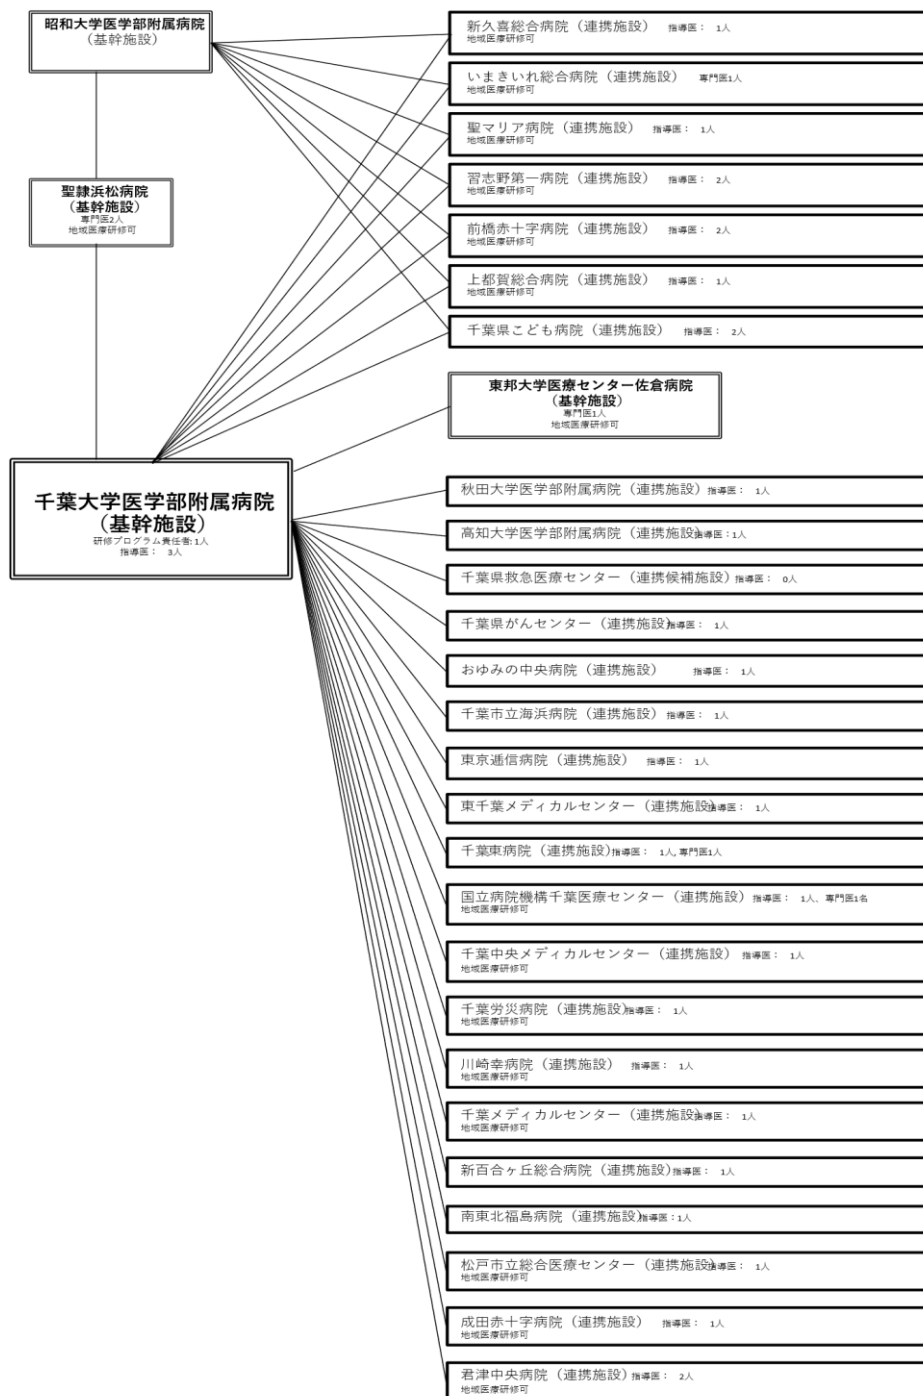 昭和大学医学部附属病院
(基幹施設)
聖隷浜松病院
(基幹施設)
専門医2人
地域医療研修可
千葉大学医学部附属病院
(基幹施設)
研修プログラム責任者:1人
指導医： 3人
新久喜総合病院（連携施設） 指導医： 1人
地域医療研修可
いまきいれ総合病院（連携施設） 専門医1人
地域医療研修可
聖マリア病院（連携施設） 指導医： 1人
地域医療研修可
習志野第一病院（連携施設） 指導医： 2人
地域医療研修可
前橋赤十字病院（連携施設） 指導医： 2人
地域医療研修可
上都賀総合病院（連携施設） 指導医： 1人
地域医療研修可
千葉県こども病院（連携施設） 指導医： 2人
東邦大学医療センター佐倉病院
(基幹施設)
専門医1人
地域医療研修可
秋田大学医学部附属病院（連携施設）指導医： 1人
高知大学医学部附属病院（連携施設）指導医：1人
千葉県救急医療センター（連携候補施設）指導医： 0人
千葉県がんセンター（連携施設）指導医： 1人
おゆみの中央病院（連携施設） 指導医： 1人
千葉市立海浜病院（連携施設） 指導医： 1人
東京逓信病院（連携施設） 指導医： 1人
東千葉メディカルセンター（連携施設）指導医： 1人
千葉東病院（連携施設）指導医： 1人, 専門医1人
国立病院機構千葉医療センター（連携施設） 指導医： 1人、専門医1名
地域医療研修可
千葉中央メディカルセンター（連携施設） 指導医： 1人
地域医療研修可
千葉労災病院（連携施設）指導医： 1人
地域医療研修可
川崎幸病院（連携施設） 指導医： 1人
地域医療研修可
千葉メディカルセンター（連携施設）指導医： 1人
地域医療研修可
新百合ヶ丘総合病院（連携施設）指導医： 1人
南東北福島病院（連携施設）指導医：1人
松戸市立総合医療センター（連携施設）指導医： 1人
地域医療研修可
成田赤十字病院（連携施設） 指導医： 1人
地域医療研修可
君津中央病院（連携施設）指導医： 2人
地域医療研修可